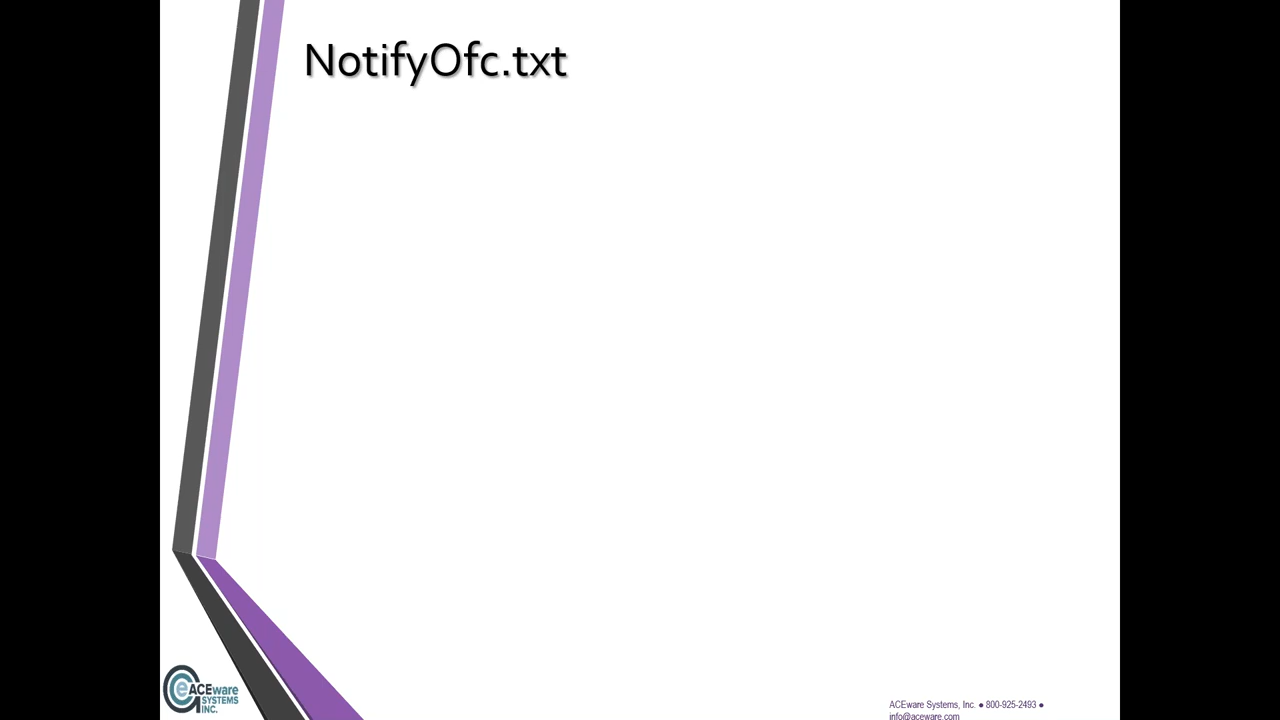 NotifyOfc.txt
ACEware
SYSTEMS
INC.
ACEware Systems, Inc. ● 800-925-2493 ●
info@aceware.com